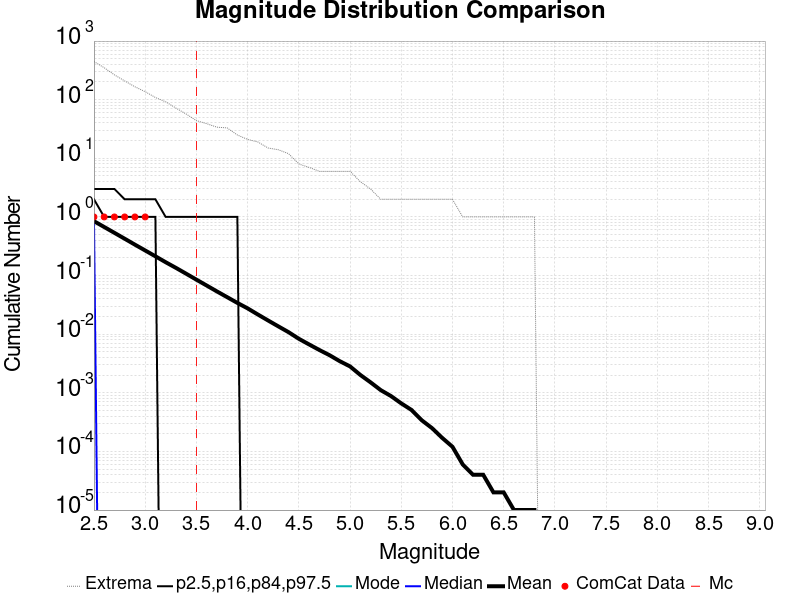 Magnitude Distribution Comparison
10 3
10 2
10 1
10 0
10 -1
10 -2
10 -3
10 -4
10 -5
Cumulative Number
2.5 3.0 3.5 4.0 4.5 5.0 5.5 6.0 6.5 7.0 7.5 8.0 8.5 9.0
Magnitude
Extrema p2.5,p16,p84,p97.5 Mode Median Mean ComCat Data Mc